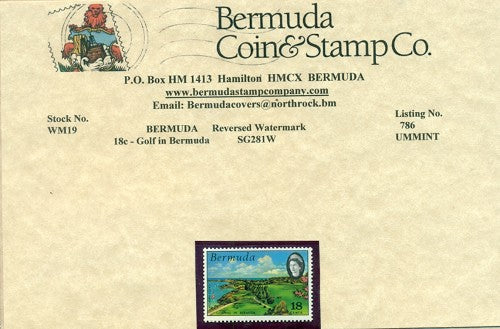 Bermuda
Coin&Stamp Co.
P.O. Box HM 1413 Hamilton HMCX BERMUDA
www.bermudastampcompany.com
Email: Bermudacovers@northrock.bm
Stock No.
WM19
BERMUDA Reversed Watermark
18c - Golf in Bermuda SG281W
Listing No.
786
UMMINT
Bermuda
18